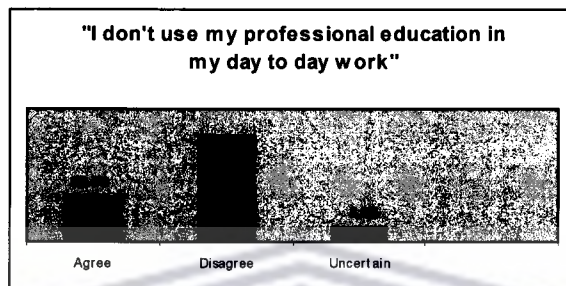 "I don't use my professional education in
my day to day work"
Agree
Disagree
Uncertain